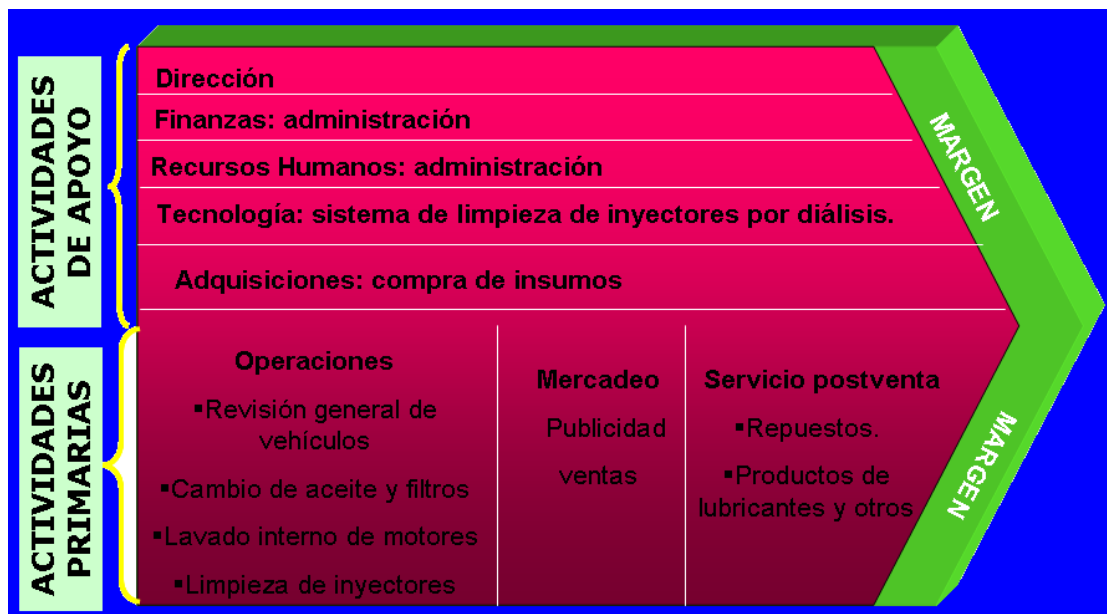 ACTIVIDADES
DE APOYO
Dirección
Finanzas: administración
Recursos Humanos: administración
Tecnología: sistema de limpieza de inyectores por diálisis.
Adquisiciones: compra de insumos
MARGEN
ACTIVIDADES
PRIMARIAS
Operaciones
▪Revisión general de
vehículos
▪Cambio de aceite y filtros
▪Lavado interno de motores
▪Limpieza de inyectores
Mercadeo
Publicidad
ventas
Servicio postventa
▪Repuestos.
▪Productos de
lubricantes y otros
MARGEN